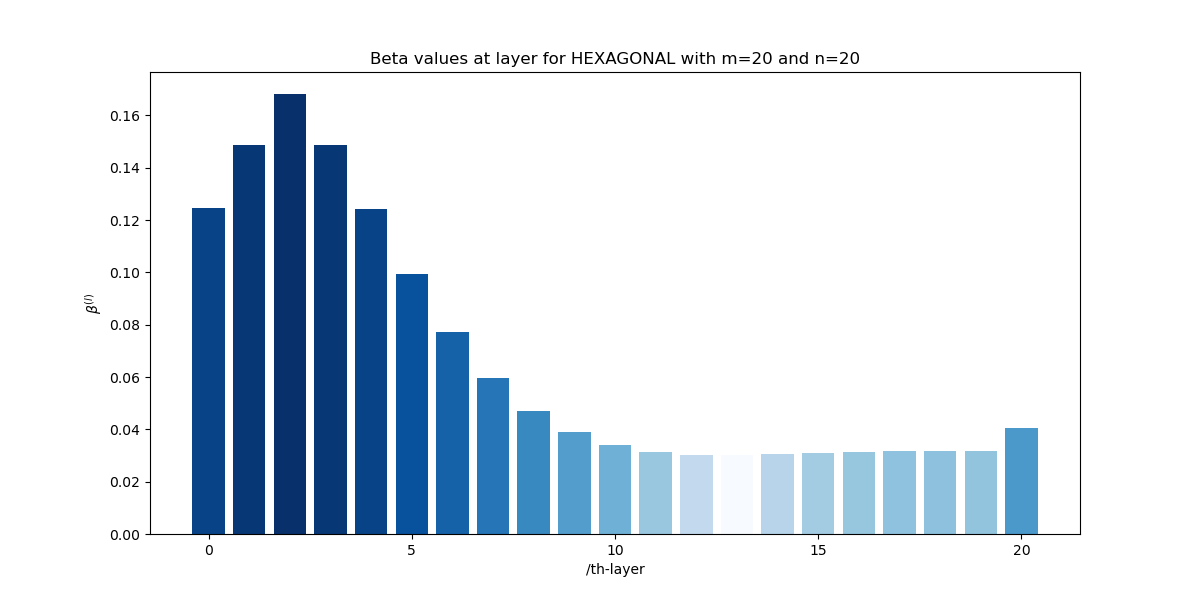 Beta values at layer for HEXAGONAL with m=20 and n=20
0.16
0.14
0.12
0.10
0.08
0.06
0.04
0.02
0.00
β^(l)
0 5 10 15 20
/th-layer